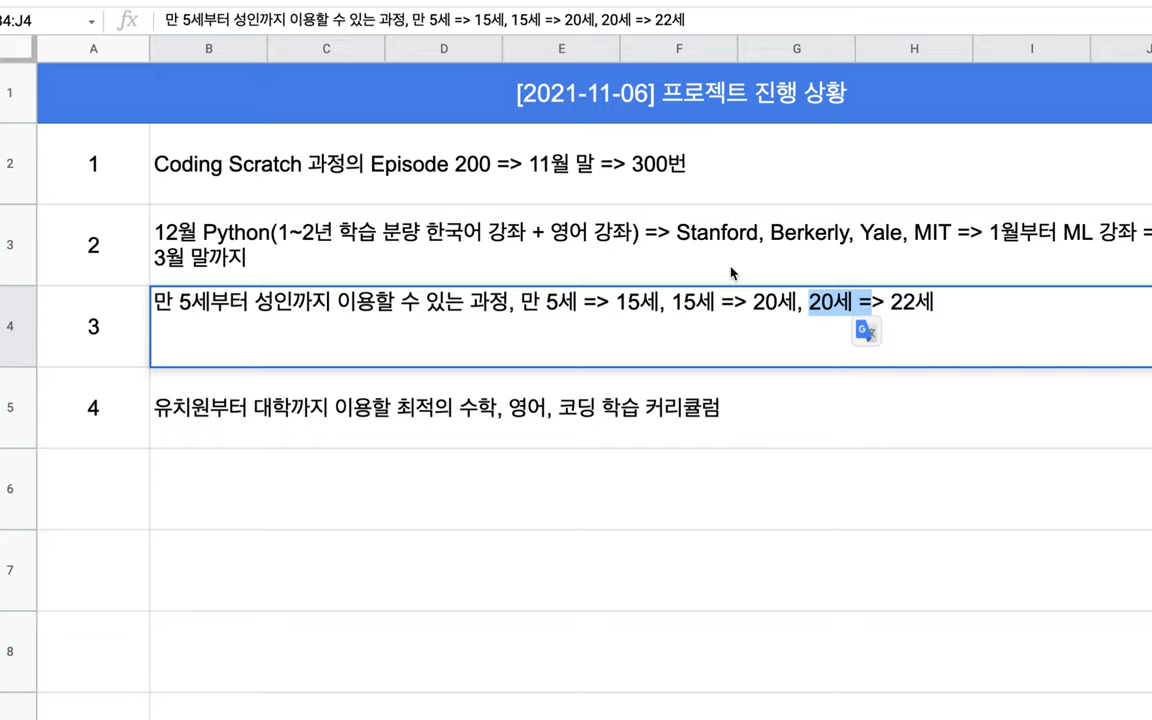 34:J4 fx 만 5세부터 성인까지 이용할 수 있는 과정, 만 5세 => 15세, 15세 => 20세, 20세 => 22세
A B C D E F G H I J
1 [2021-11-06] 프로젝트 진행 상황
2 1 Coding Scratch 과정의 Episode 200 => 11월 말 => 300번
3 2 12월 Python(1~2년 학습 분량 한국어 강좌 + 영어 강좌) => Stanford, Berkerly, Yale, MIT => 1월부터 ML 강좌 =
3월 말까지
4 3 만 5세부터 성인까지 이용할 수 있는 과정, 만 5세 => 15세, 15세 => 20세, 20세 => 22세
G
5 4 유치원부터 대학까지 이용할 최적의 수학, 영어, 코딩 학습 커리큘럼
6
7
8